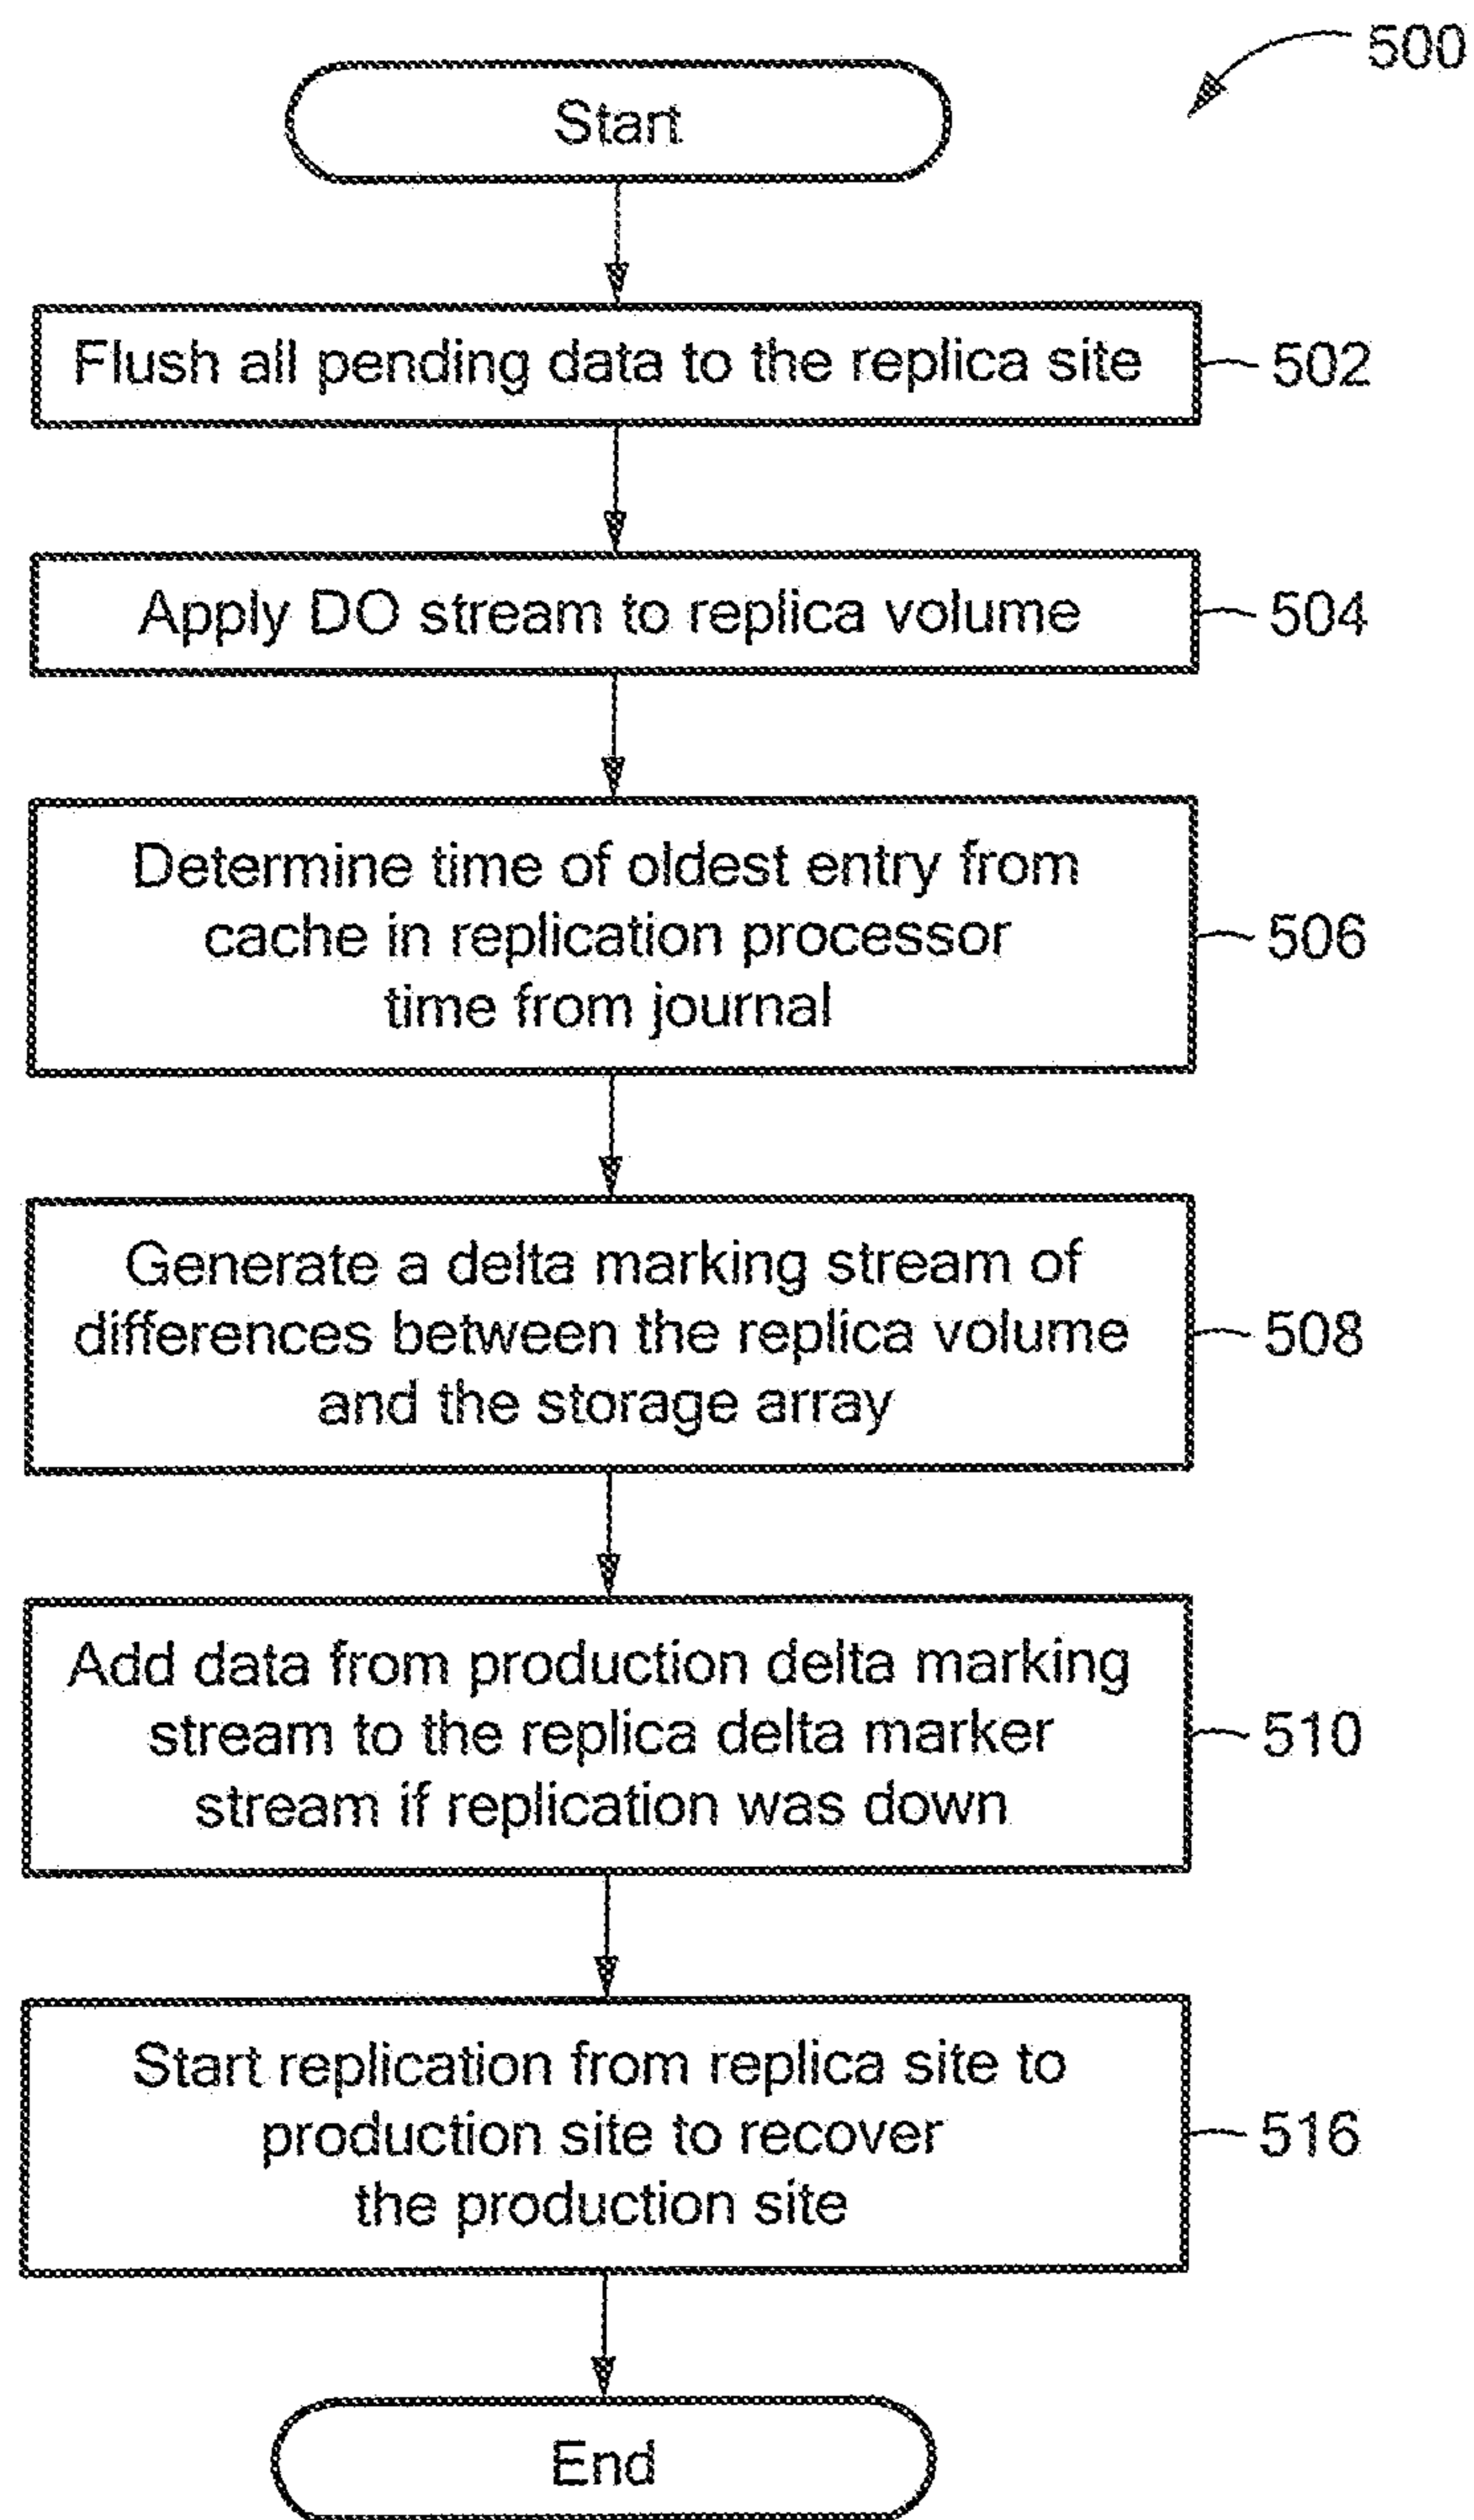 500
Start
Flush all pending data to the replica site
502
Apply DO stream to replica volume
504
Determine time of oldest entry from
cache in replication processor
time from journal
506
Generate a delta marking stream of
differences between the replica volume
and the storage array
508
Add data from production delta marking
stream to the replica delta marker
stream if replication was down
510
Start replication from replica site to
production site to recover
the production site
516
End